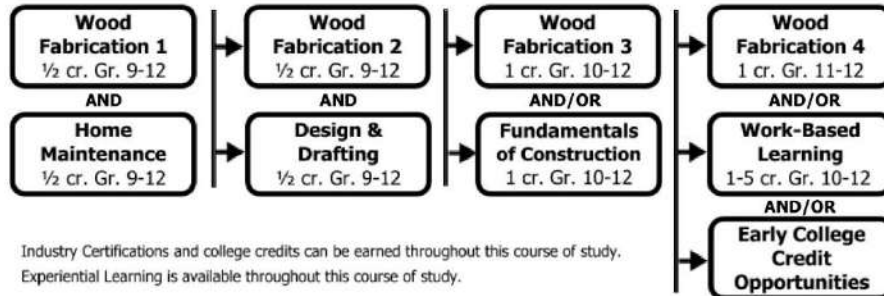 Wood
Fabrication 1
½ cr. Gr. 9-12
AND
Home
Maintenance
½ cr. Gr. 9-12
Wood
Fabrication 2
½ cr. Gr. 9-12
AND
Design &
Drafting
½ cr. Gr. 9-12
Wood
Fabrication 3
1 cr. Gr. 10-12
AND/OR
Fundamentals
of Construction
1 cr. Gr. 10-12
Wood
Fabrication 4
1 cr. Gr. 11-12
AND/OR
Work-Based
Learning
1-5 cr. Gr. 10-12
AND/OR
Early College
Credit
Opportunities
Industry Certifications and college credits can be earned throughout this course of study.
Experiential Learning is available throughout this course of study.